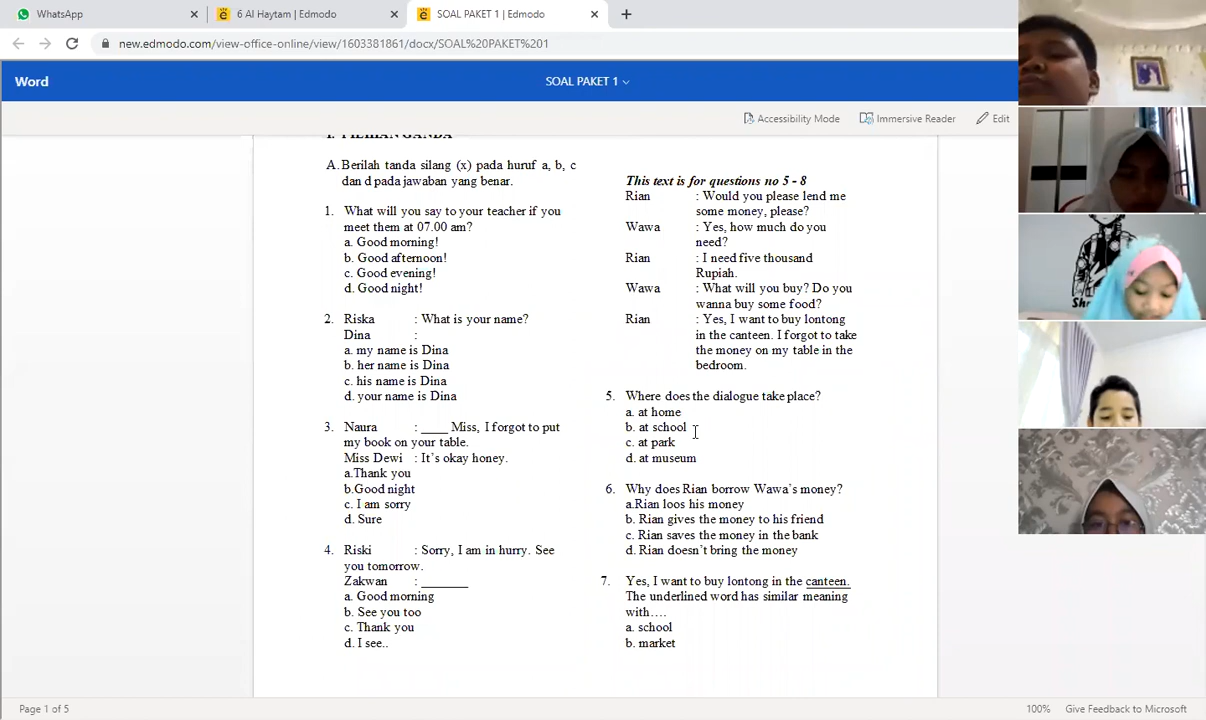 WhatsApp
6 Al Haytam | Edmodo
SOAL PAKET 1 | Edmodo
new.edmodo.com/view-office-online/view/1603381861/docx/SOAL%20PAKET%201
Word
SOAL PAKET 1
Accessibility Mode
Immersive Reader
Edit
I. PILIHAN GANDA
A. Berilah tanda silang (x) pada huruf a, b, c
dan d pada jawaban yang benar.
1. What will you say to your teacher if you
meet them at 07.00 am?
a. Good morning!
b. Good afternoon!
c. Good evening!
d. Good night!
2. Riska : What is your name?
Dina :
a. my name is Dina
b. her name is Dina
c. his name is Dina
d. your name is Dina
3. Naura : ____ Miss, I forgot to put
my book on your table.
Miss Dewi : It's okay honey.
a.Thank you
b.Good night
c. I am sorry
d. Sure
4. Riski : Sorry, I am in hurry. See
you tomorrow.
Zakwan : _______
a. Good morning
b. See you too
c. Thank you
d. I see..
This text is for questions no 5 - 8
Rian : Would you please lend me
some money, please?
Wawa : Yes, how much do you
need?
Rian : I need five thousand
Rupiah.
Wawa : What will you buy? Do you
wanna buy some food?
Rian : Yes, I want to buy lontong
in the canteen. I forgot to take
the money on my table in the
bedroom.
5. Where does the dialogue take place?
a. at home
b. at school
c. at park
d. at museum
6. Why does Rian borrow Wawa's money?
a.Rian loos his money
b. Rian gives the money to his friend
c. Rian saves the money in the bank
d. Rian doesn't bring the money
7. Yes, I want to buy lontong in the canteen.
The underlined word has similar meaning
with….
a. school
b. market
Page 1 of 5
100%
Give Feedback to Microsoft